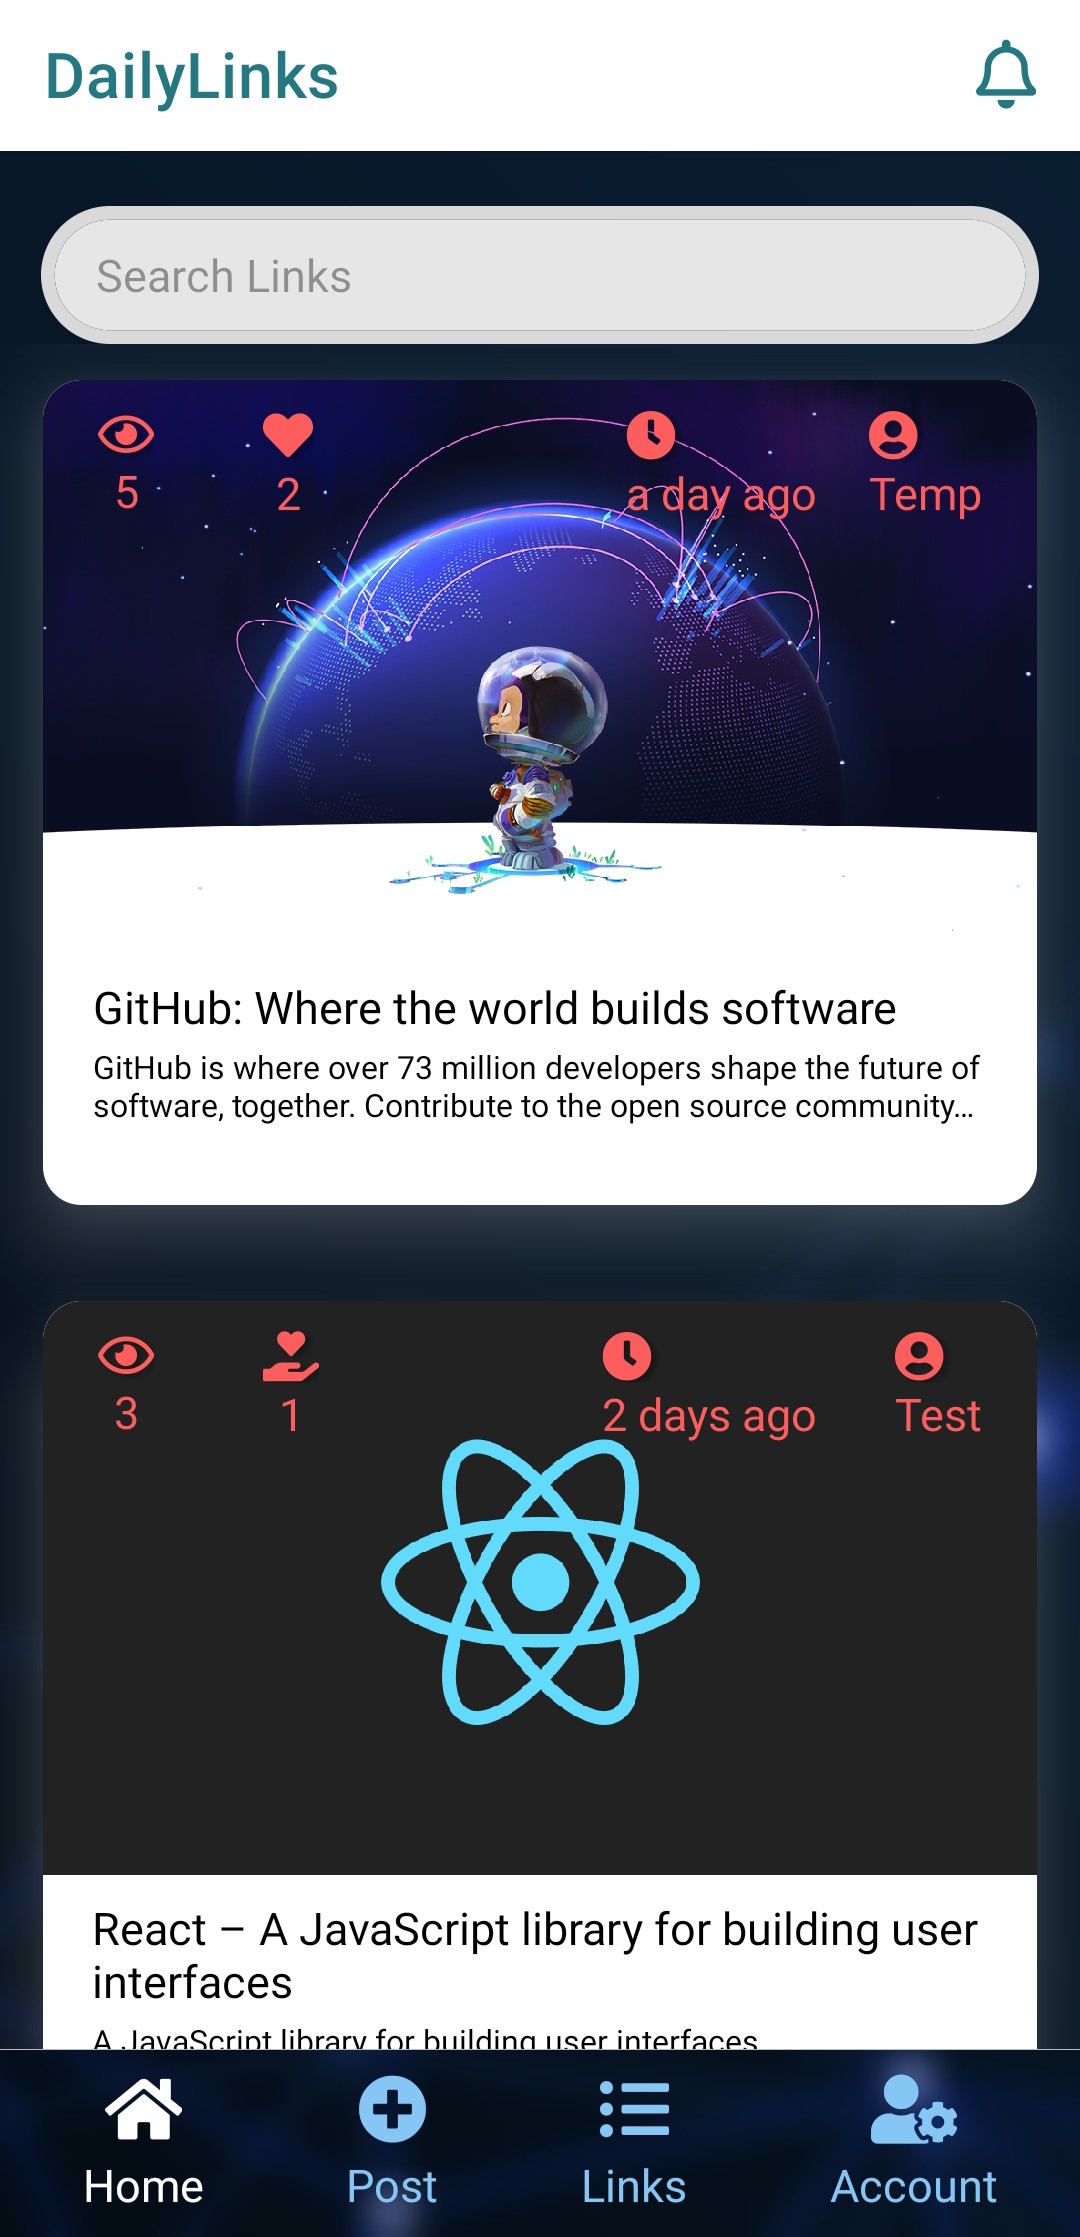 DailyLinks
Search Links
5
2
a day ago
Temp
GitHub: Where the world builds software
GitHub is where over 73 million developers shape the future of
software, together. Contribute to the open source community...
3
1
2 days ago
Test
React – A JavaScript library for building user
interfaces
A JavaScript library for building user interfaces
Home
Post
Links
Account